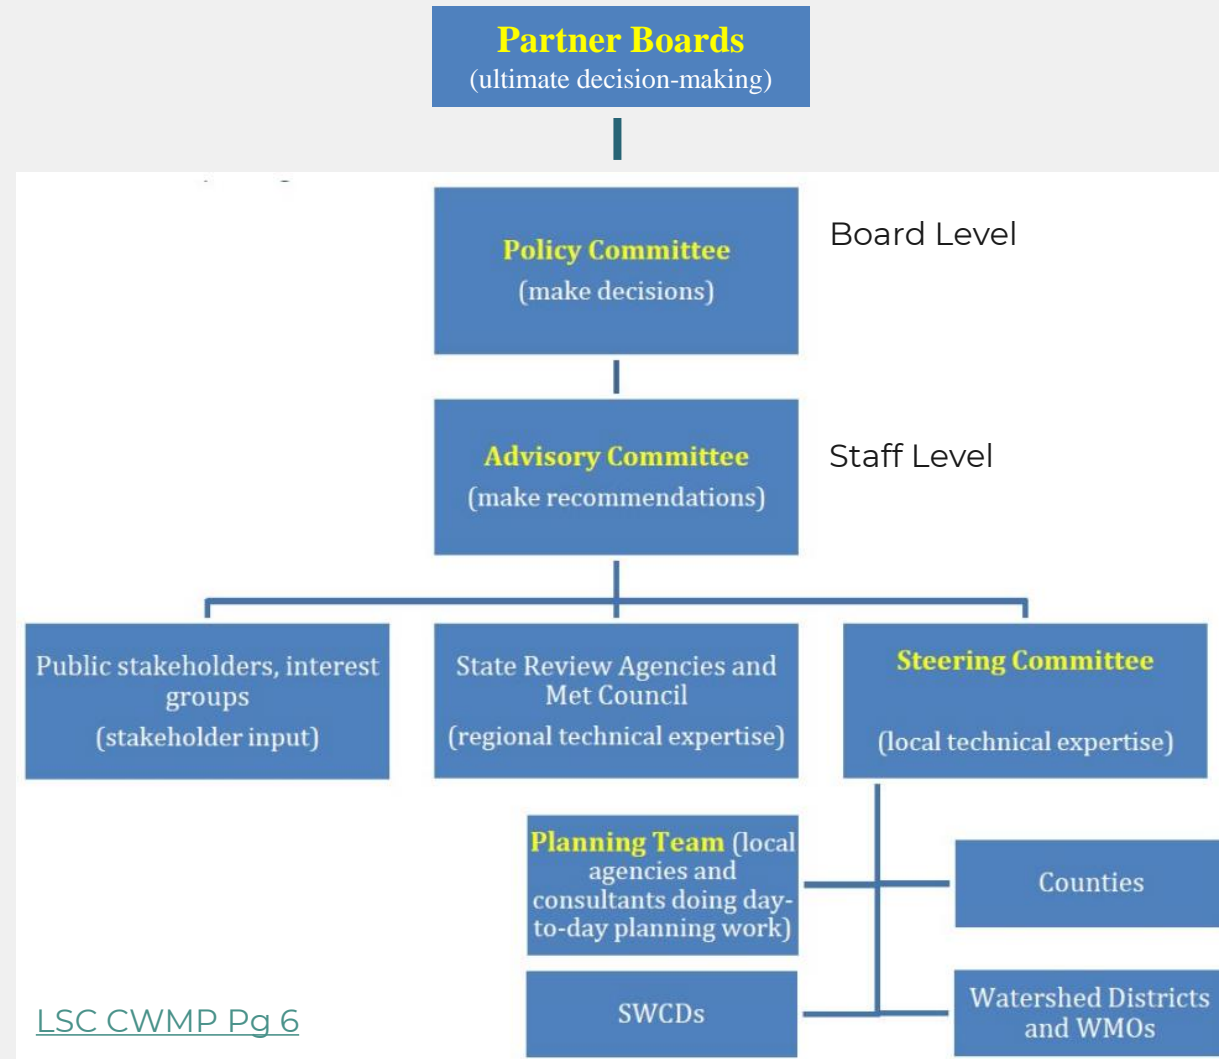 Partner Boards
(ultimate decision-making)
Policy Committee
(make decisions)
Board Level
Advisory Committee
(make recommendations)
Staff Level
Public stakeholders, interest
groups
(stakeholder input)
State Review Agencies and
Met Council
(regional technical expertise)
Steering Committee
(local technical expertise)
Planning Team (local
agencies and
consultants doing day-
to-day planning work)
Counties
SWCDs
Watershed Districts
and WMOs
LSC CWMP Pg 6